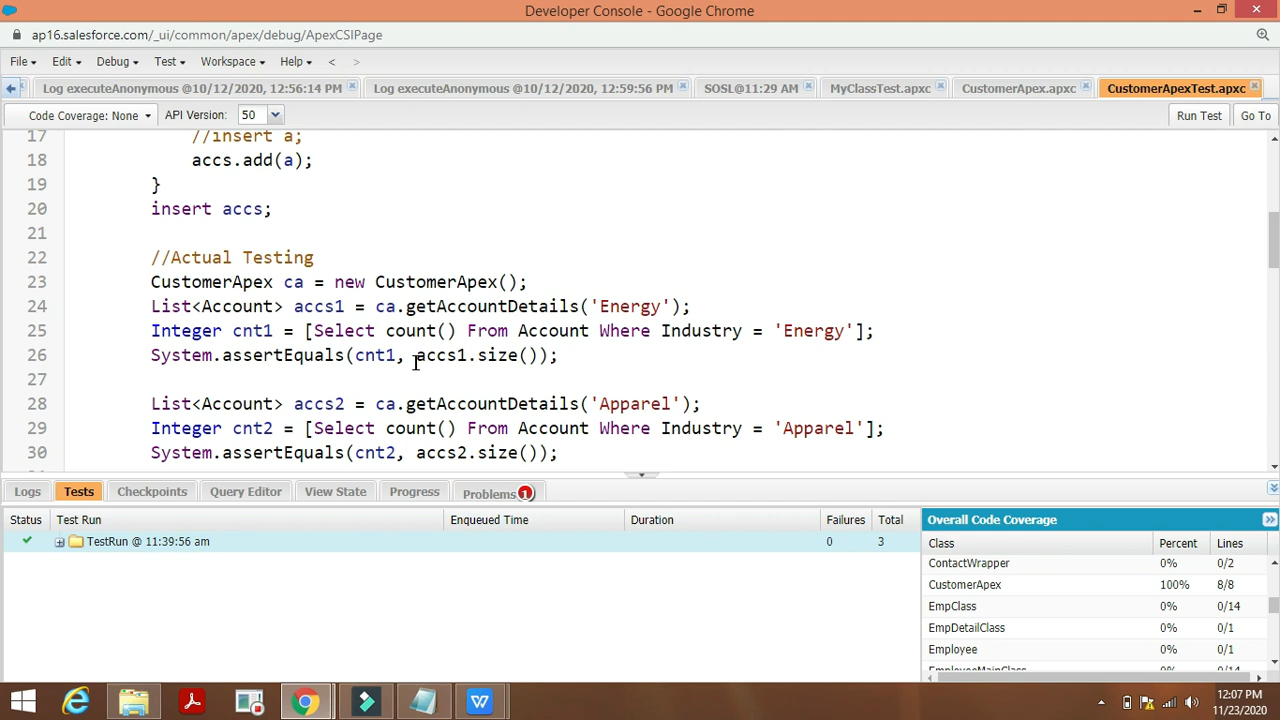 Developer Console - Google Chrome
ap16.salesforce.com/_ui/common/apex/debug/ApexCSIPage
File Edit Debug Test Workspace Help < >
Log executeAnonymous @10/12/2020, 12:56:14 PM Log executeAnonymous @10/12/2020, 12:59:56 PM SOSL@11:29 AM MyClassTest.apxc CustomerApex.apxc CustomerApexTest.apxc
Code Coverage: None API Version: 50 Run Test Go To
17 //insert a;
18 accs.add(a);
19 }
20 insert accs;
21
22 //Actual Testing
23 CustomerApex ca = new CustomerApex();
24 List<Account> accs1 = ca.getAccountDetails('Energy');
25 Integer cnt1 = [Select count() From Account Where Industry = 'Energy'];
26 System.assertEquals(cnt1, accs1.size());
27
28 List<Account> accs2 = ca.getAccountDetails('Apparel');
29 Integer cnt2 = [Select count() From Account Where Industry = 'Apparel'];
30 System.assertEquals(cnt2, accs2.size());
Logs Tests Checkpoints Query Editor View State Progress Problems 1
Status Test Run Enqueued Time Duration Failures Total
TestRun @ 11:39:56 am 0 3
Overall Code Coverage
Class Percent Lines
ContactWrapper 0% 0/2
CustomerApex 100% 8/8
EmpClass 0% 0/14
EmpDetailClass 0% 0/1
Employee 0% 0/1
EmployeeMainClass 0% 0/14
12:07 PM
11/23/2020